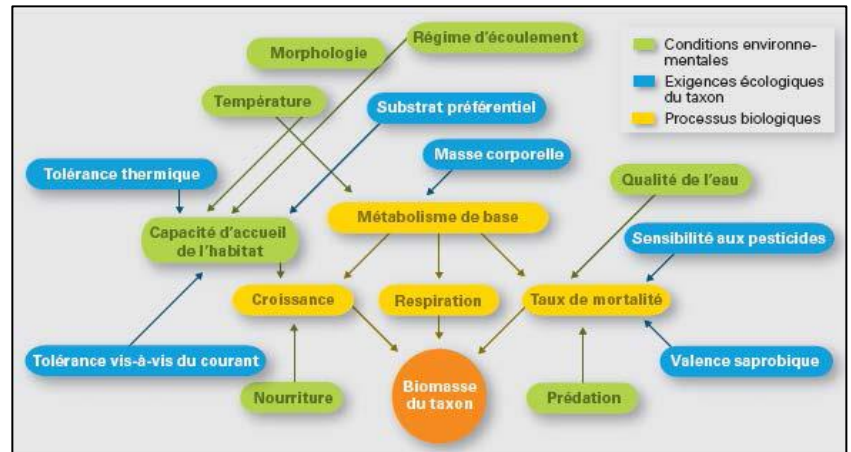 Régime d'écoulement
Morphologie
Conditions environne-
mentales
Exigences écologiques
du taxon
Processus biologiques
Température
Substrat préférentiel
Masse corporelle
Tolérance thermique
Qualité de l'eau
Métabolisme de base
Capacité d'accueil
de l'habitat
Sensibilité aux pesticides
Croissance
Respiration
Taux de mortalité
Tolérance vis-à-vis du courant
Valence saprobique
Biomasse
du taxon
Nourriture
Prédation